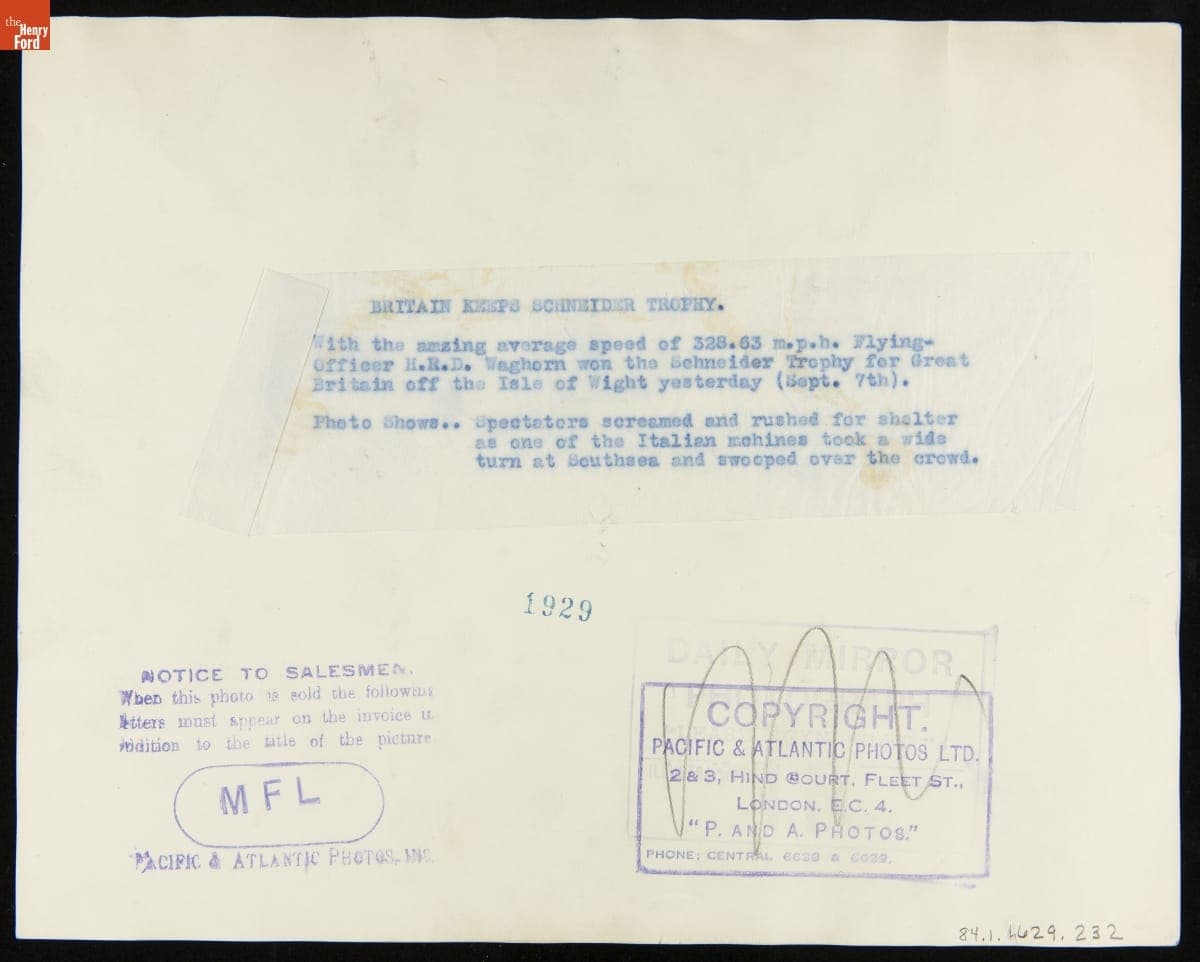 the
Henry
Ford
BRITAIN KEEPS SCHNEIDER TROPHY.
With the amazing average speed of 328.63 m.p.h. Flying-
Officer H.R.D. Waghorn won the Schneider Trophy for Great
Britain off the Isle of Wight yesterday (Sept. 7th).
Photo Shows.. Spectators screamed and rushed for shelter
as one of the Italian mchines took a wide
turn at Southsea and swooped over the crowd.
1929
NOTICE TO SALESMEN.
When this photo is sold the following
letters must appear on the invoice in
addition to the title of the picture
MFL
PACIFIC & ATLANTIC PHOTOS, INC.
DAILY MIRROR
COPYRIGHT.
PACIFIC & ATLANTIC PHOTOS LTD.
2 & 3, HIND COURT, FLEET ST.,
LONDON. E.C. 4.
"P. AND A. PHOTOS."
PHONE: CENTRAL &
84.1.1629.232